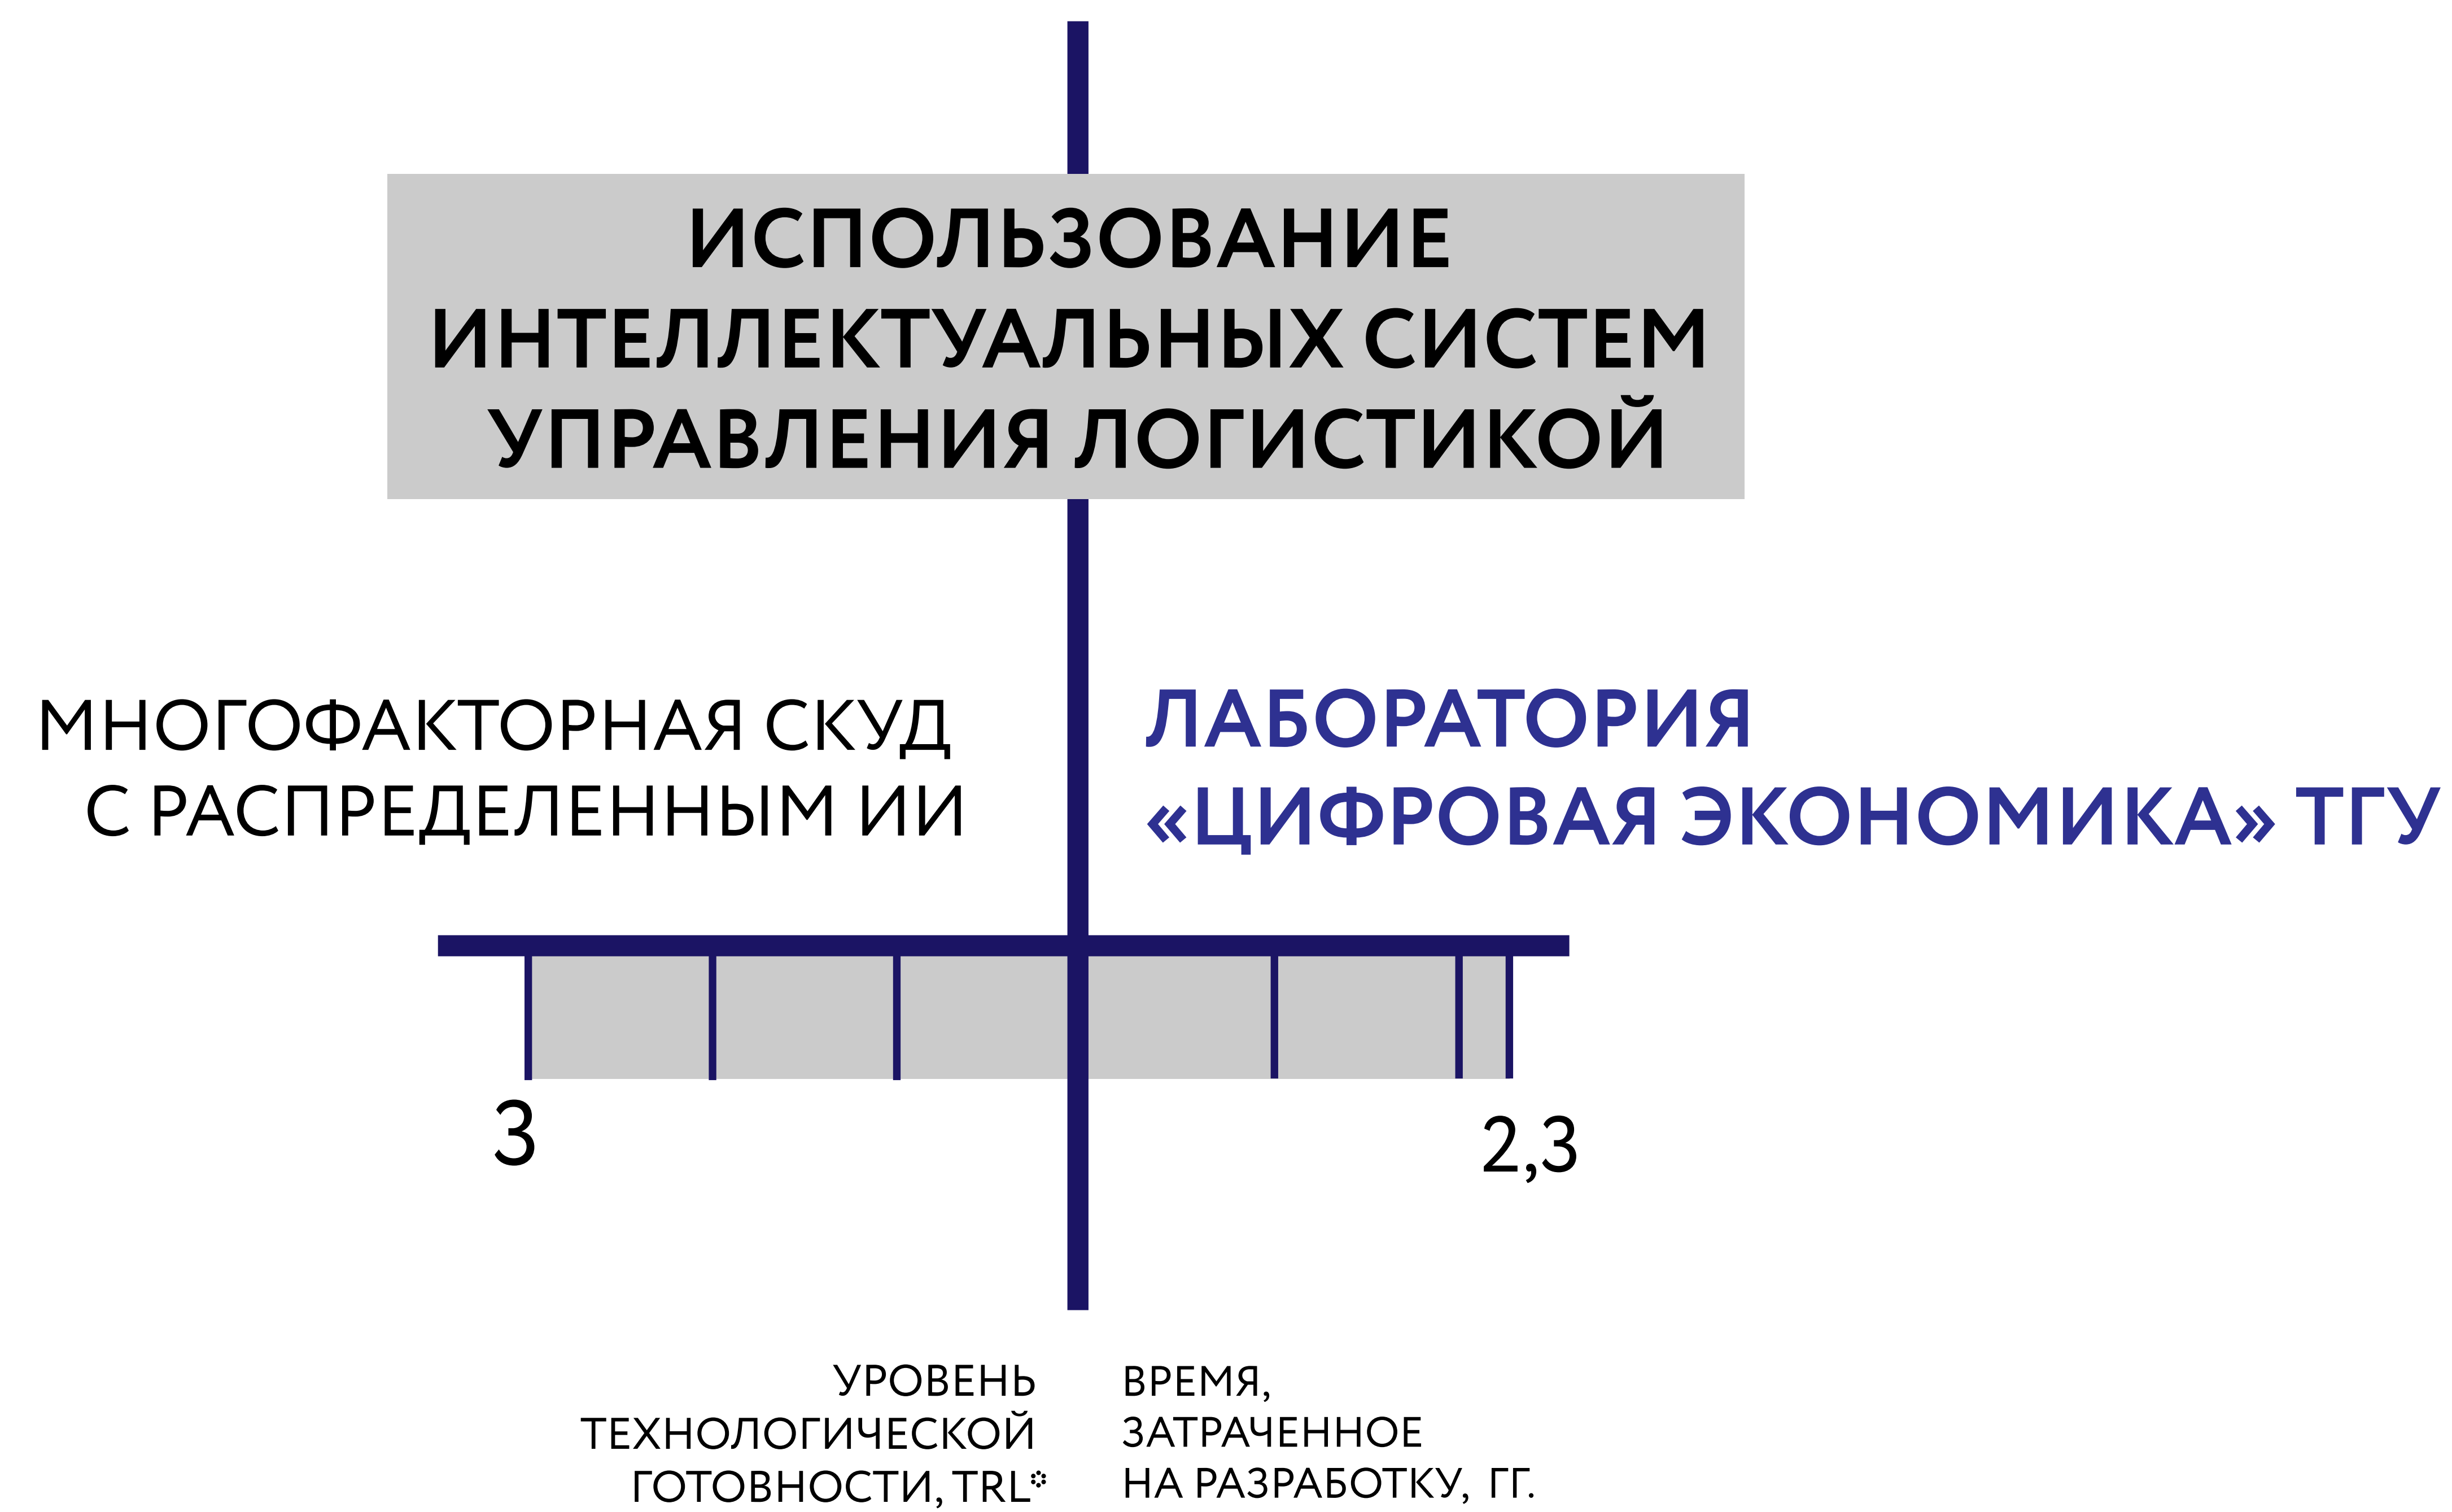 ИСПОЛЬЗОВАНИЕ
ИНТЕЛЛЕКТУАЛЬНЫХ СИСТЕМ
УПРАВЛЕНИЯ ЛОГИСТИКОЙ
МНОГОФАКТОРНАЯ СКУД
С РАСПРЕДЕЛЕННЫМ ИИ
ЛАБОРАТОРИЯ
«ЦИФРОВАЯ ЭКОНОМИКА» ТГУ
3
2,3
УРОВЕНЬ
ТЕХНОЛОГИЧЕСКОЙ
ГОТОВНОСТИ, TRL*
ВРЕМЯ,
ЗАТРАЧЕННОЕ
НА РАЗРАБОТКУ, ГГ.